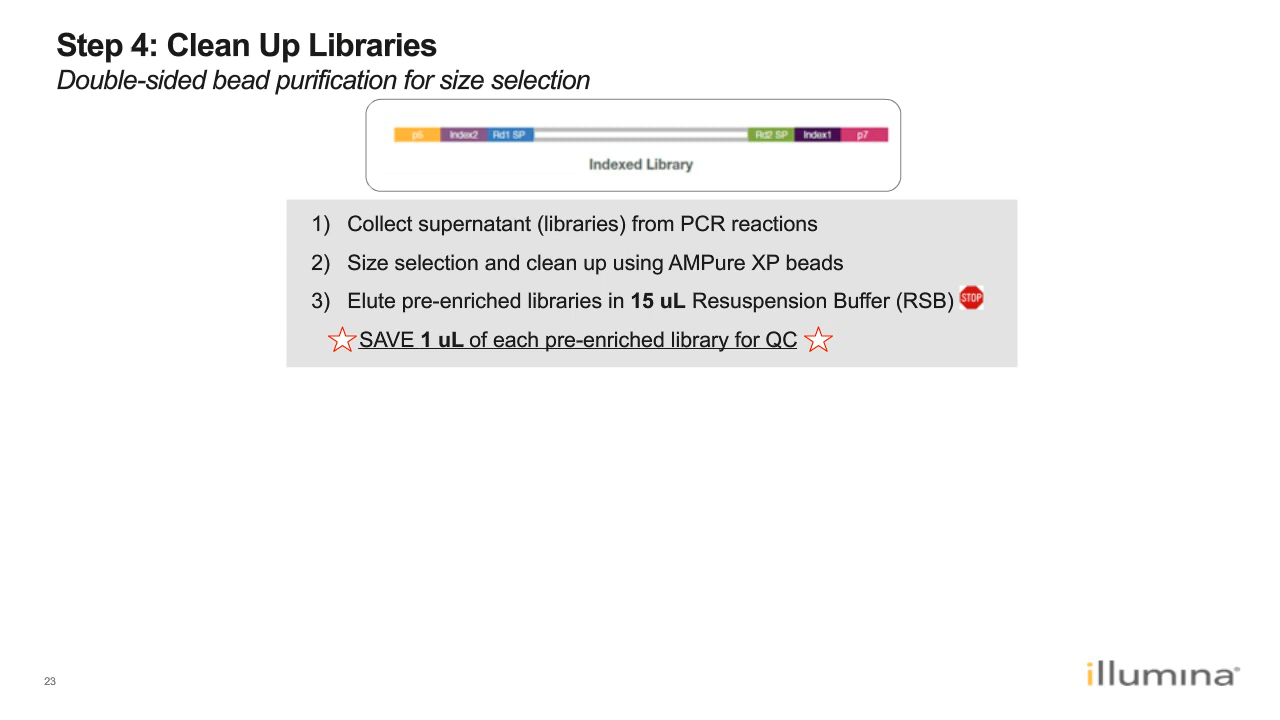 Step 4: Clean Up Libraries
Double-sided bead purification for size selection
p5 Index2 Rd1 SP Rd2 SP Index1 p7
Indexed Library
1) Collect supernatant (libraries) from PCR reactions
2) Size selection and clean up using AMPure XP beads
3) Elute pre-enriched libraries in 15 uL Resuspension Buffer (RSB) STOP
SAVE 1 uL of each pre-enriched library for QC
23
illumina®